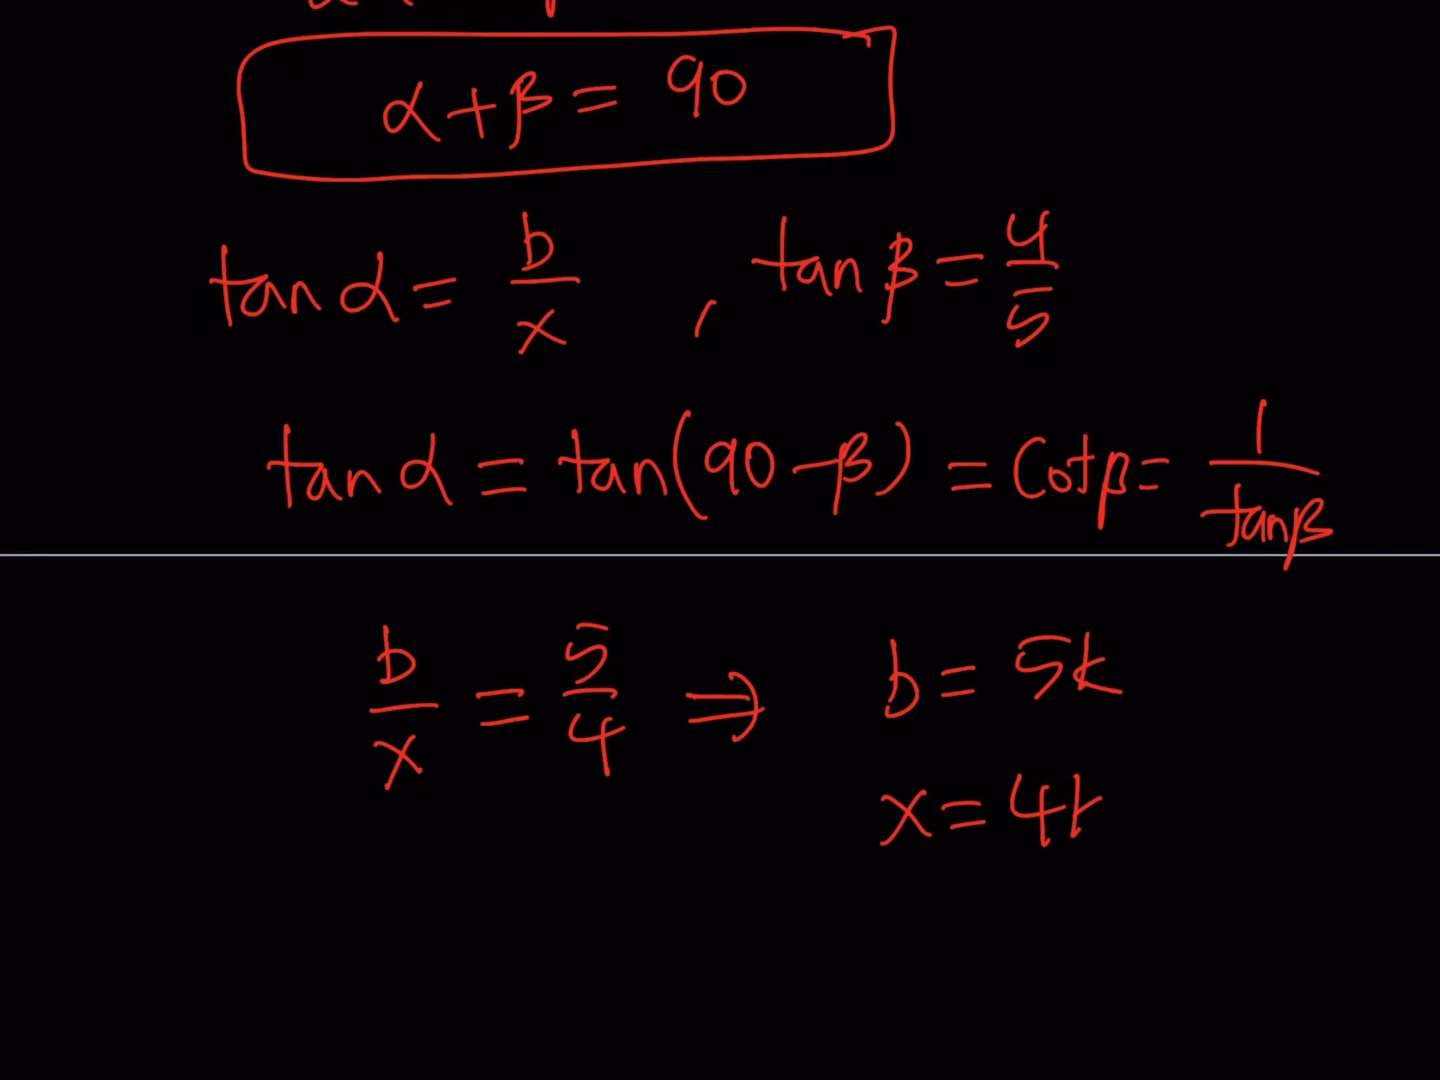 α+β = 90
tan α = b/x , tan β = 4/5
tan α = tan(90-β) = Cotβ = 1/tanβ
b/x = 5/4 ⇒ b = 5k
x = 4k